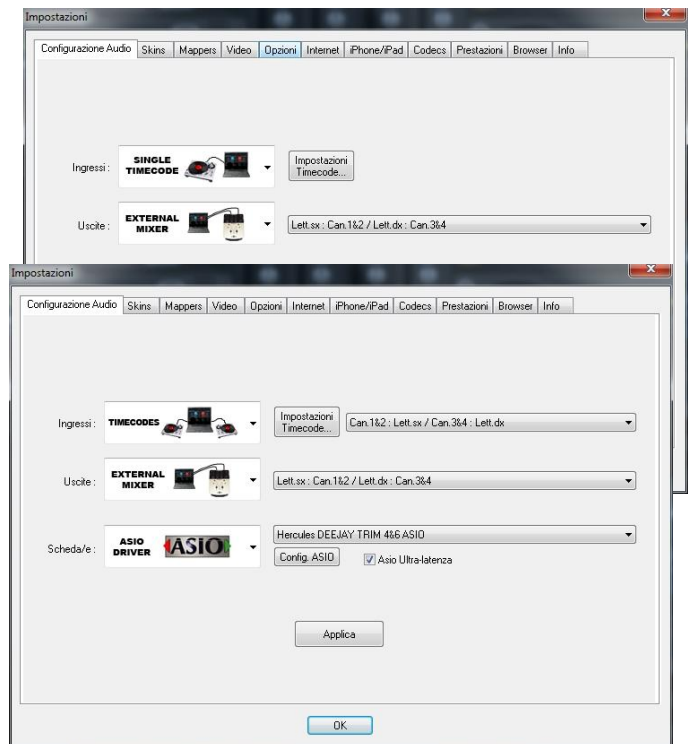 Impostazioni
Configurazione Audio Skins Mappers Video Opzioni Internet iPhone/iPad Codecs Prestazioni Browser Info
Ingressi :
SINGLE
TIMECODE
Impostazioni
Timecode...
Uscite :
EXTERNAL
MIXER
Lett.sx : Can.1&2 / Lett.dx : Can.3&4
Impostazioni
Configurazione Audio Skins Mappers Video Opzioni Internet iPhone/iPad Codecs Prestazioni Browser Info
Ingressi :
TIMECODES
Impostazioni
Timecode...
Can.1&2 : Lett.sx / Can.3&4 : Lett.dx
Uscite :
EXTERNAL
MIXER
Lett.sx : Can.1&2 / Lett.dx : Can.3&4
Scheda/e :
ASIO
DRIVER
ASIO
Hercules DEEJAY TRIM 4&6 ASIO
Config. ASIO
Asio Ultra-latenza
Applica
OK